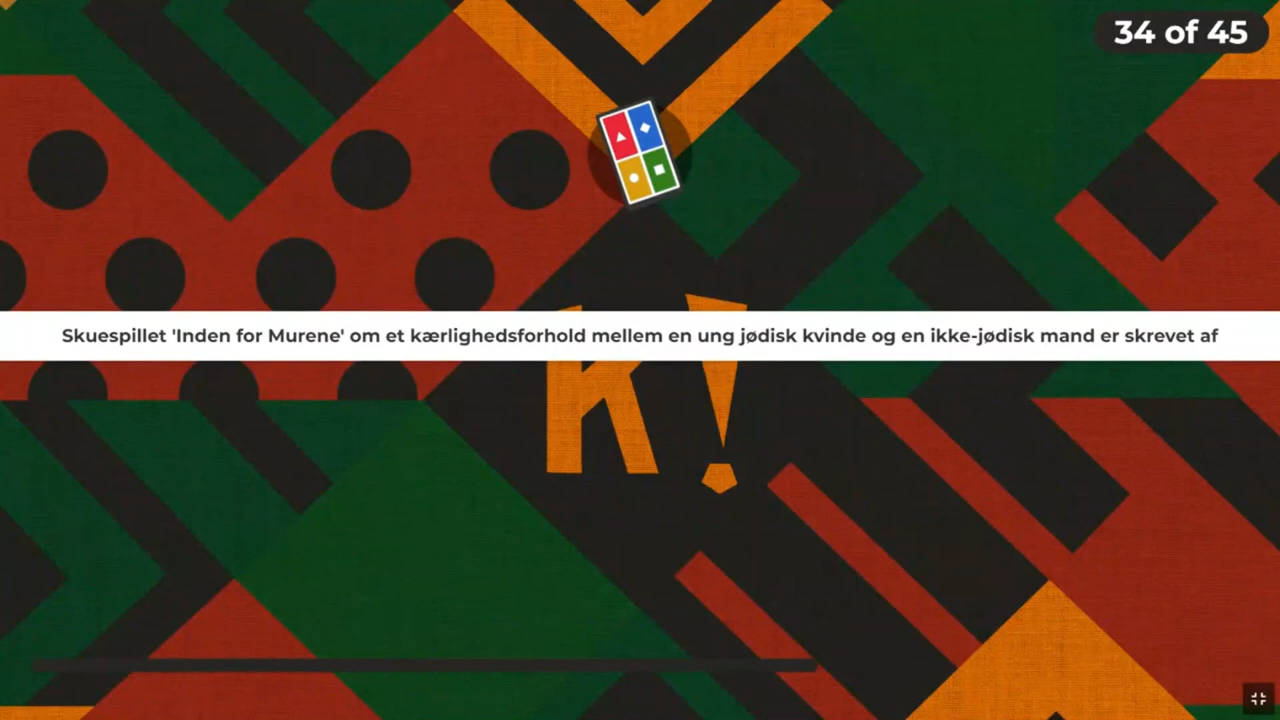 34 of 45
Skuespillet 'Inden for Murene' om et kærlighedsforhold mellem en ung jødisk kvinde og en ikke-jødisk mand er skrevet af
K!